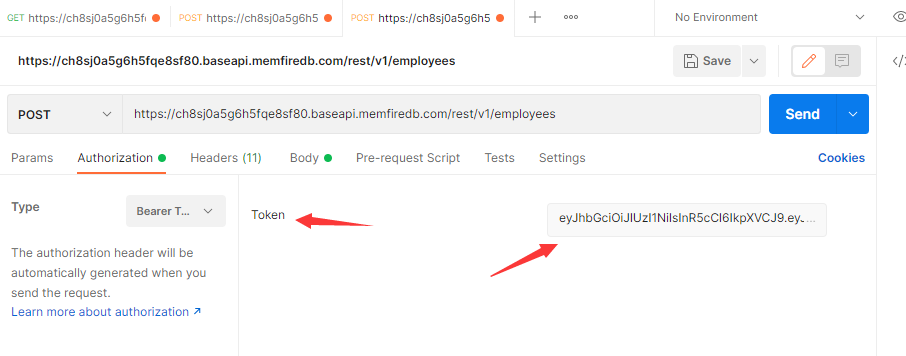 GET https://ch8sj0a5g6h5f
POST https://ch8sj0a5g6h5
POST https://ch8sj0a5g6h5
No Environment
https://ch8sj0a5g6h5fqe8sf80.baseapi.memfiredb.com/rest/v1/employees
Save
POST
https://ch8sj0a5g6h5fqe8sf80.baseapi.memfiredb.com/rest/v1/employees
Send
Params
Authorization
Headers (11)
Body
Pre-request Script
Tests
Settings
Cookies
Type
Bearer T...
Token
eyJhbGciOiJIUzI1NiIsInR5cCI6IkpXVCJ9.eyJ...
The authorization header will be
automatically generated when you
send the request.
Learn more about authorization ↗